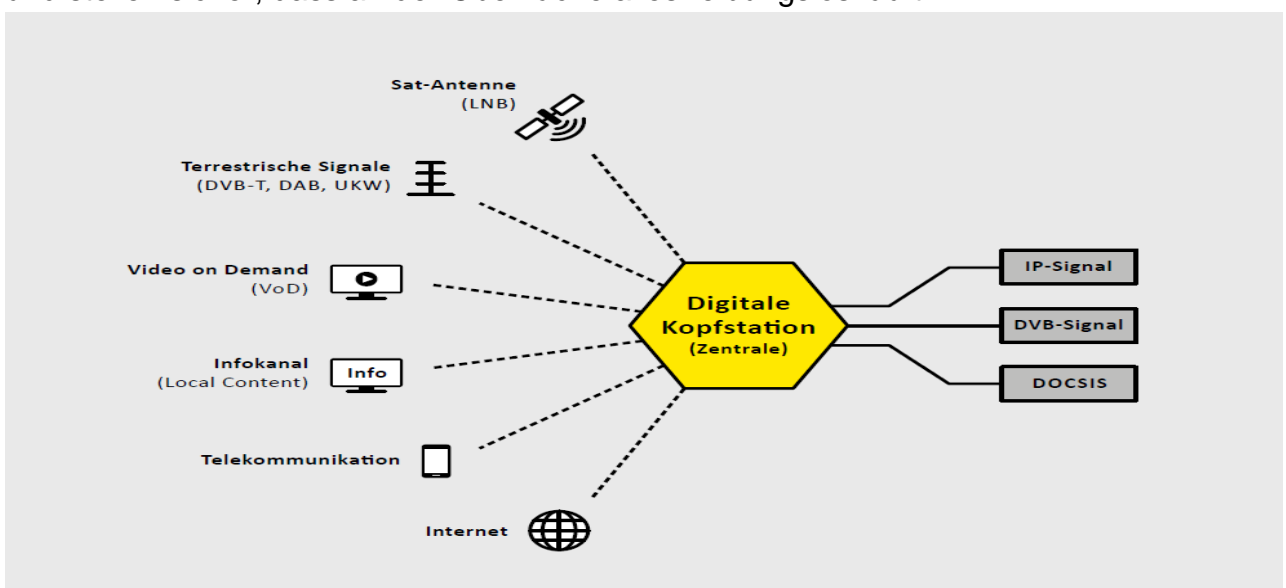 Sat-Antenne
(LNB)
Terrestrische Signale
(DVB-T, DAB, UKW)
Video on Demand
(VoD)
Infokanal
(Local Content)
Info
Telekommunikation
Internet
Digitale
Kopfstation
(Zentrale)
IP-Signal
DVB-Signal
DOCSIS